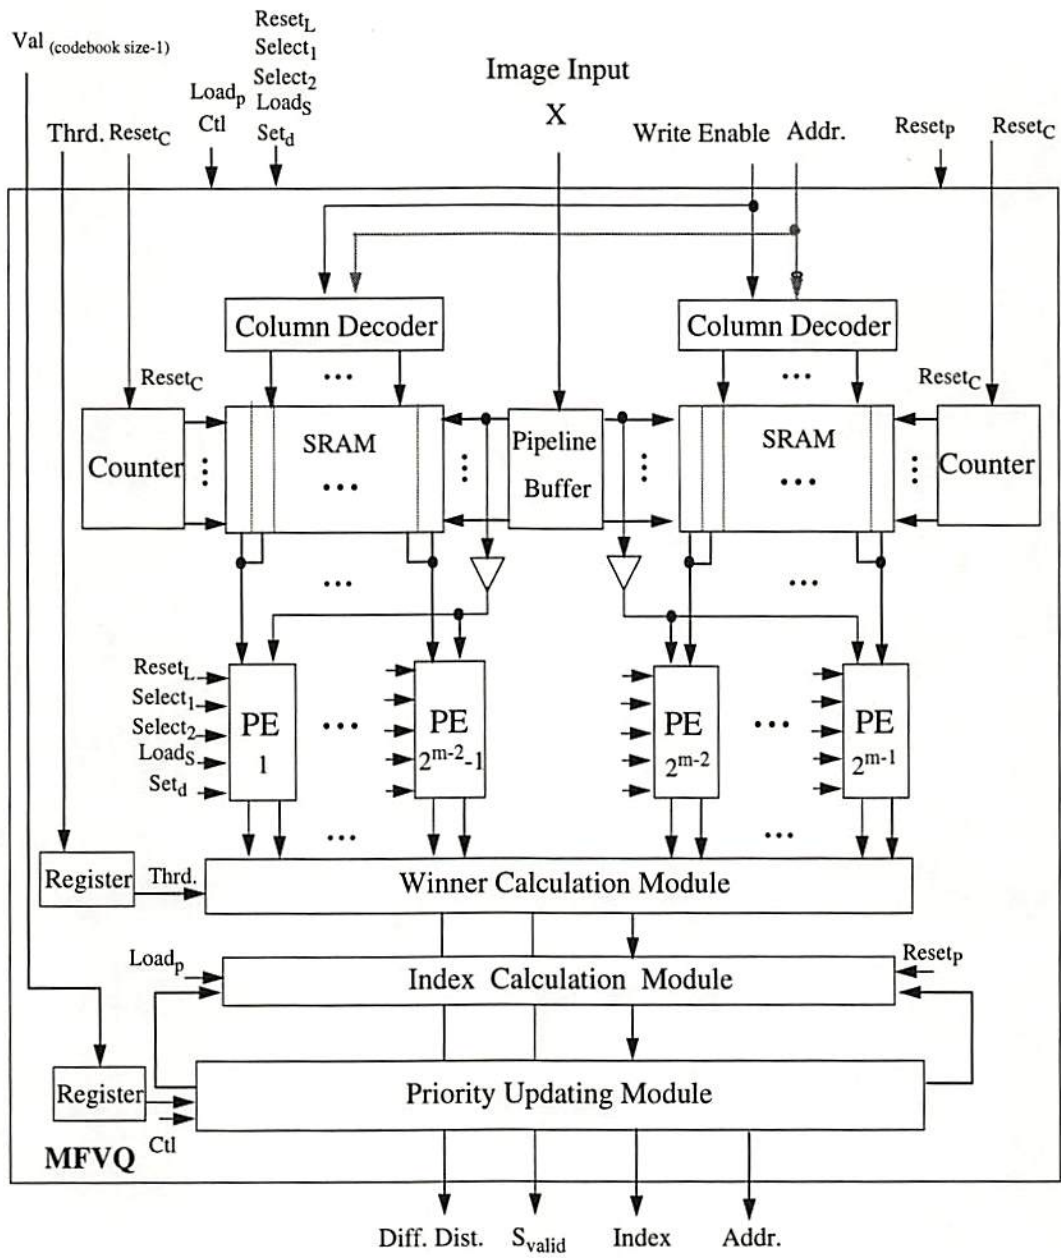 Reset_L
Val (codebook size-1)
Select_1
Select_2
Image Input
Load_p
Load_S
X
Ctl
Set_d
Thrd. Reset_C
Write Enable Addr.
Reset_P
Reset_C
Column Decoder
Column Decoder
...
...
Reset_C
Reset_C
Counter
SRAM
Pipeline
Buffer
SRAM
Counter
...
...
...
...
...
...
...
...
Reset_L
Select_1
Select_2
Load_S
Set_d
PE
1
...
PE
2^{m-2}-1
PE
2^{m-2}
...
PE
2^{m-1}
...
...
Register
Thrd.
Winner Calculation Module
Load_p
Index Calculation Module
Reset_P
Register
Priority Updating Module
Ctl
MFVQ
Diff. Dist.
S_valid
Index
Addr.